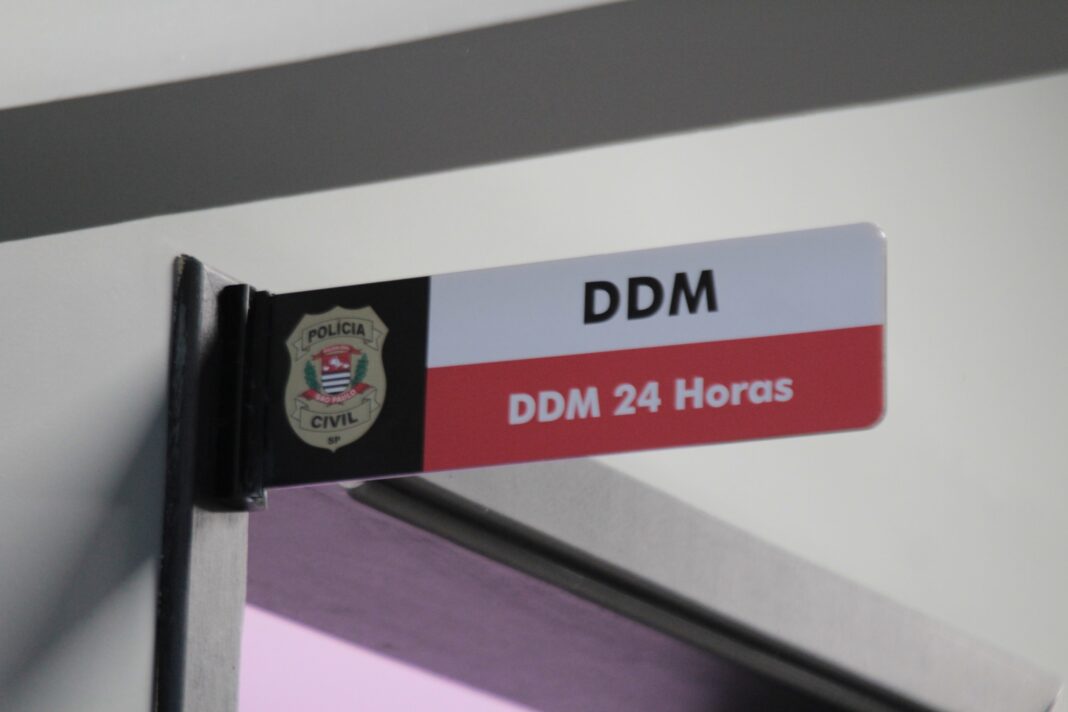 POLÍCIA
SÃO PAULO
CIVIL
SP
DDM
DDM 24 Horas